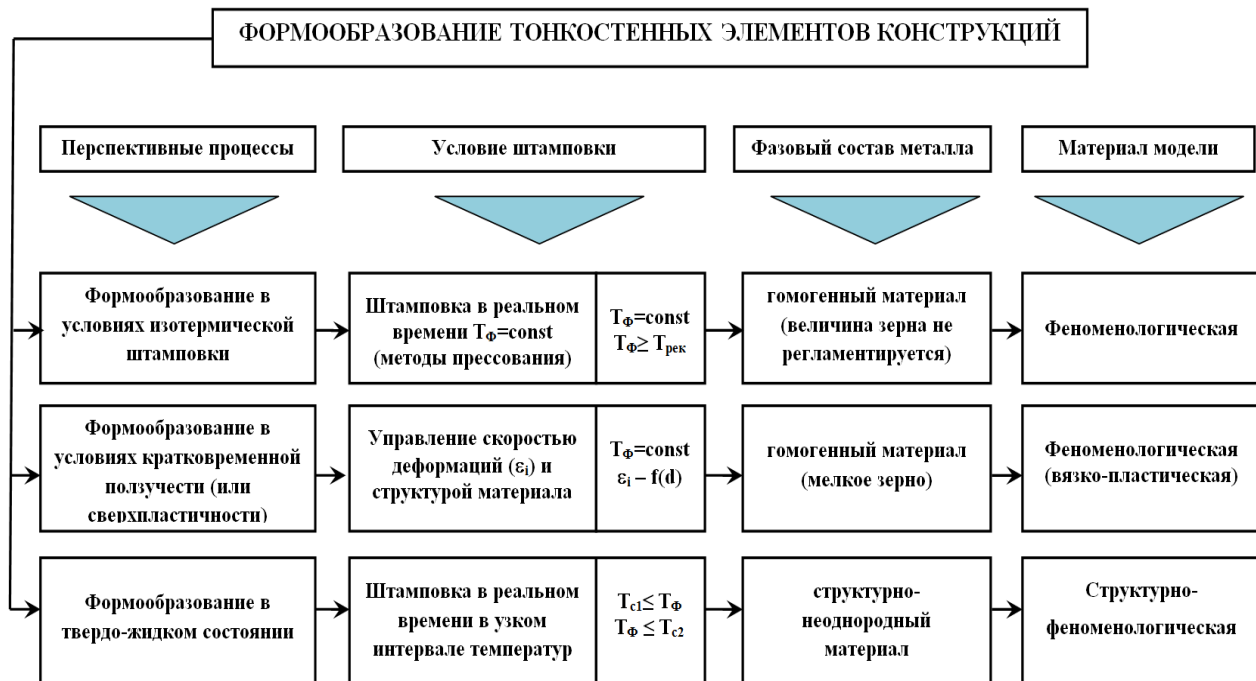 ФОРМООБРАЗОВАНИЕ ТОНКОСТЕННЫХ ЭЛЕМЕНТОВ КОНСТРУКЦИЙ
Перспективные процессы
Условие штамповки
Фазовый состав металла
Материал модели
Формообразование в
условиях изотермической
штамповки
Штамповка в реальном
времени Tф=const
(методы прессования)
Tф=const
Tф≥ Tрек
гомогенный материал
(величина зерна не
регламентируется)
Феноменологическая
Формообразование в
условиях кратковременной
ползучести (или
сверхпластичности)
Управление скоростью
деформаций (εi) и
структурой материала
Tф=const
εi – f(d)
гомогенный материал
(мелкое зерно)
Феноменологическая
(вязко-пластическая)
Формообразование в
твердо-жидком состоянии
Штамповка в реальном
времени в узком
интервале температур
Tс1≤ Tф
Tф ≤ Tс2
структурно-
неоднородный
материал
Структурно-
феноменологическая